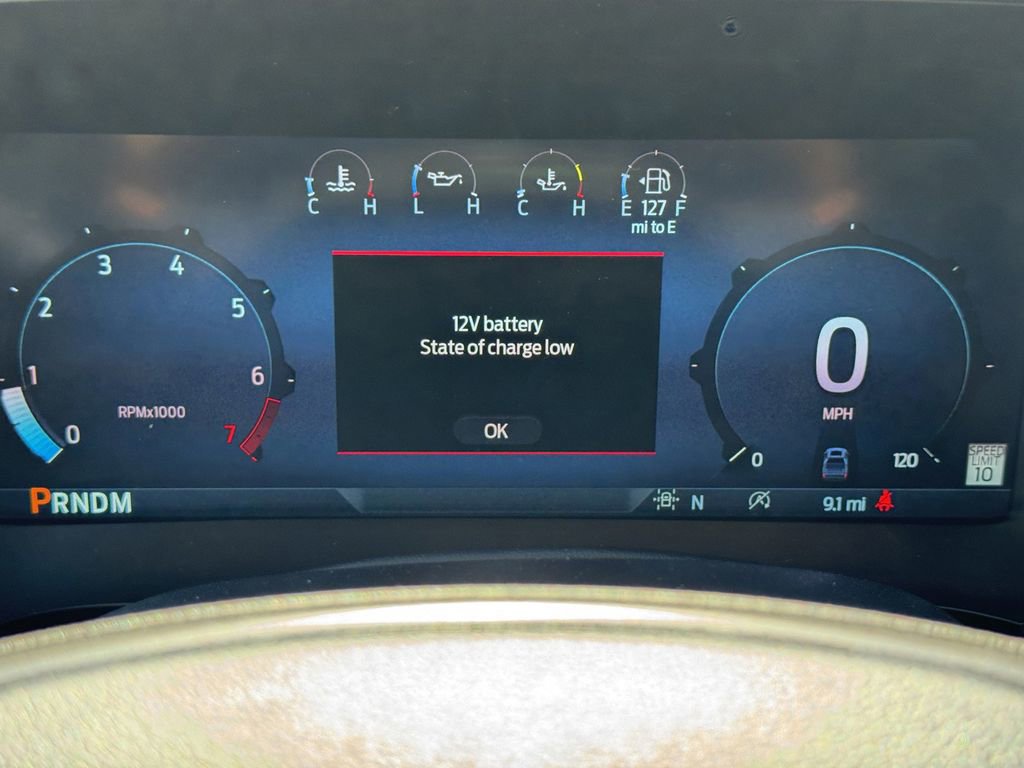 C H L H C H E 127 F
mi to E
3 4
2 5
1 6
RPMx1000
7
0
12V battery
State of charge low
OK
0
MPH
0 120
SPEED
LIMIT
10
PRNDM
N
9.1 mi